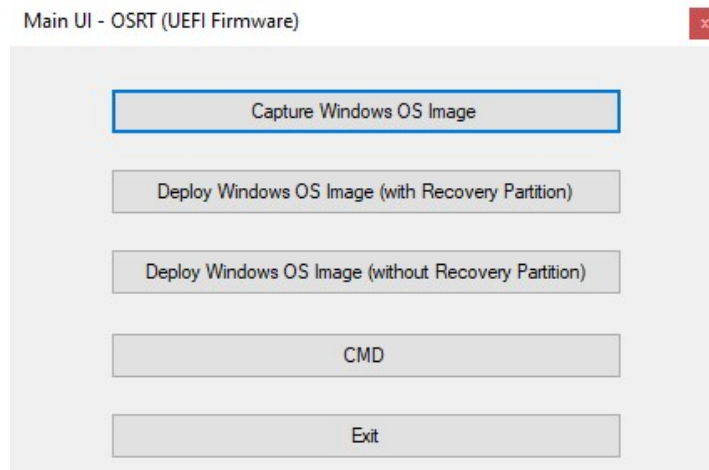 Main UI - OSRT (UEFI Firmware)
x
Capture Windows OS Image
Deploy Windows OS Image (with Recovery Partition)
Deploy Windows OS Image (without Recovery Partition)
CMD
Exit